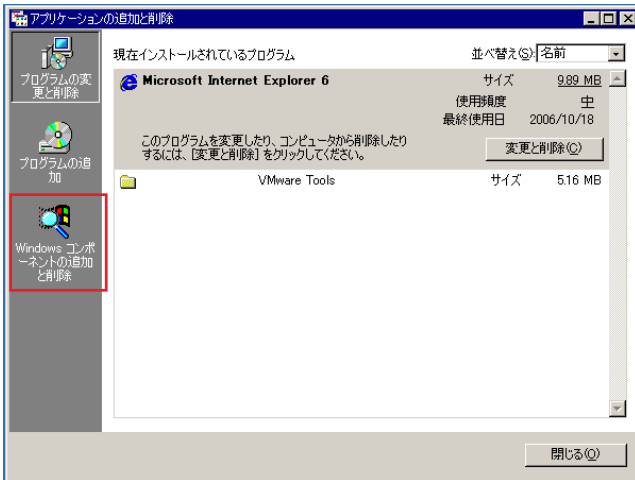 アプリケーションの追加と削除
プログラムの変
更と削除
プログラムの追
加
Windows コンポ
ーネントの追加
と削除
現在インストールされているプログラム
並べ替え(S):
名前
Microsoft Internet Explorer 6
サイズ
9.89 MB
使用頻度
中
最終使用日
2006/10/18
このプログラムを変更したり、コンピュータから削除したり
するには、[変更と削除] をクリックしてください。
変更と削除(C)
VMware Tools
サイズ
5.16 MB
閉じる(O)